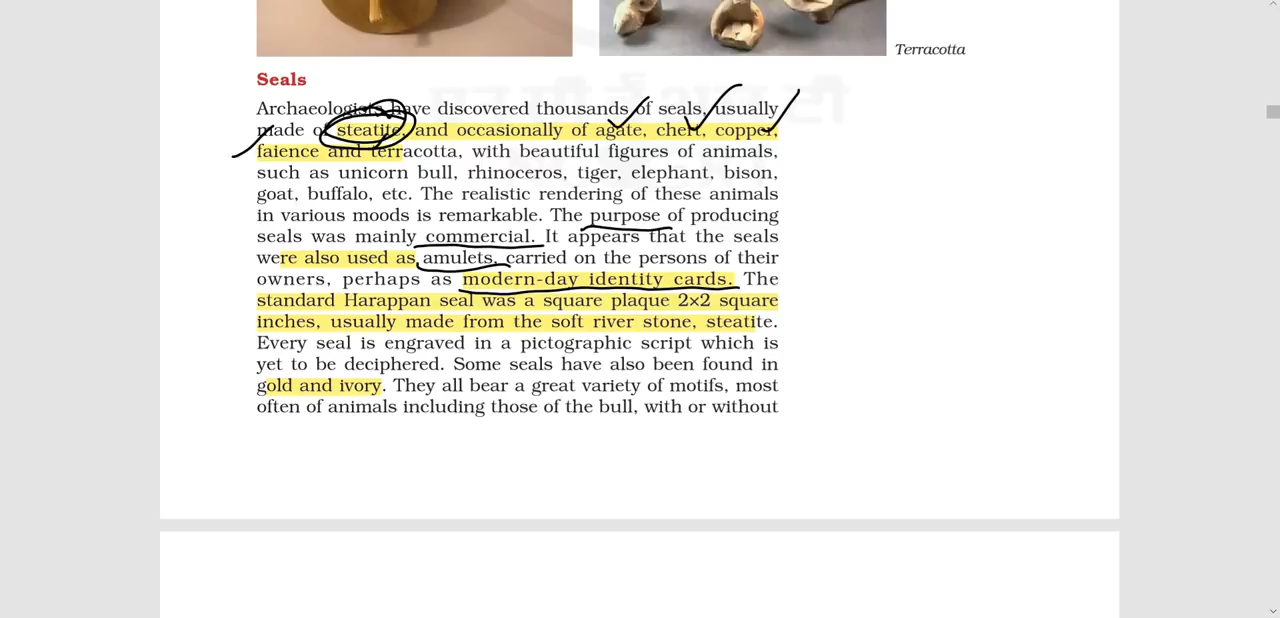 Terracotta
Seals
Archaeologists have discovered thousands of seals, usually
made of steatite, and occasionally of agate, chert, copper,
faience and terracotta, with beautiful figures of animals,
such as unicorn bull, rhinoceros, tiger, elephant, bison,
goat, buffalo, etc. The realistic rendering of these animals
in various moods is remarkable. The purpose of producing
seals was mainly commercial. It appears that the seals
were also used as amulets, carried on the persons of their
owners, perhaps as modern-day identity cards. The
standard Harappan seal was a square plaque 2×2 square
inches, usually made from the soft river stone, steatite.
Every seal is engraved in a pictographic script which is
yet to be deciphered. Some seals have also been found in
gold and ivory. They all bear a great variety of motifs, most
often of animals including those of the bull, with or without